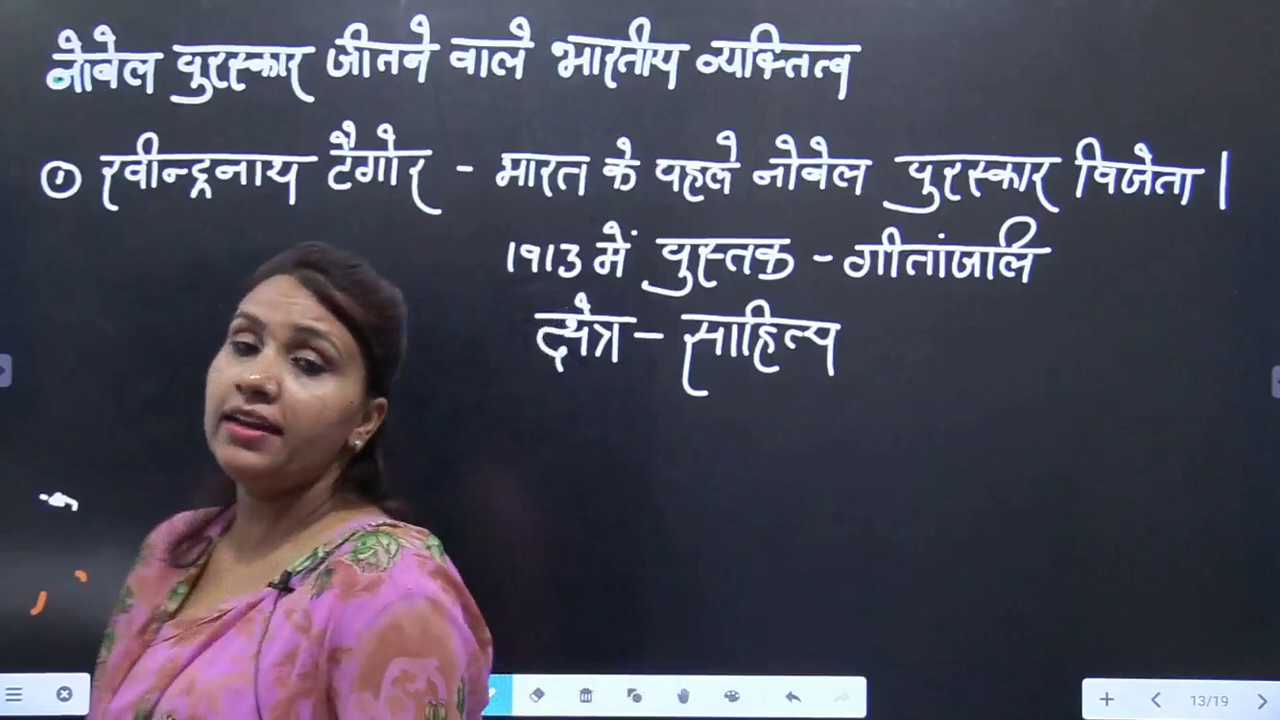 नोबेल पुरस्कार जीतने वाले भारतीय व्यक्तित्व
① रवीन्द्रनाथ टैगोर - भारत के पहले नोबेल पुरस्कार विजेता |
1913 में पुस्तक - गीतांजलि
क्षेत्र - साहित्य
13/19